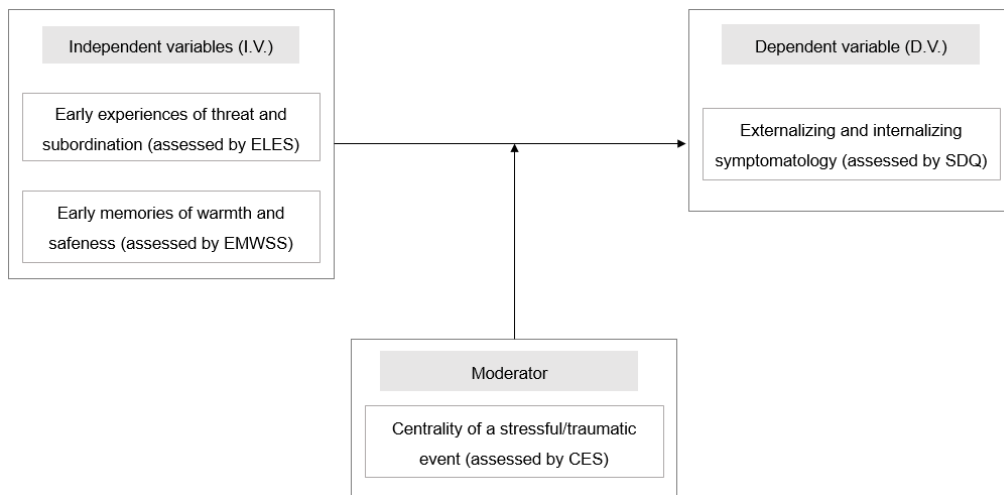 Independent variables (I.V.)
Early experiences of threat and
subordination (assessed by ELES)
Early memories of warmth and
safeness (assessed by EMWSS)
Dependent variable (D.V.)
Externalizing and internalizing
symptomatology (assessed by SDQ)
Moderator
Centrality of a stressful/traumatic
event (assessed by CES)